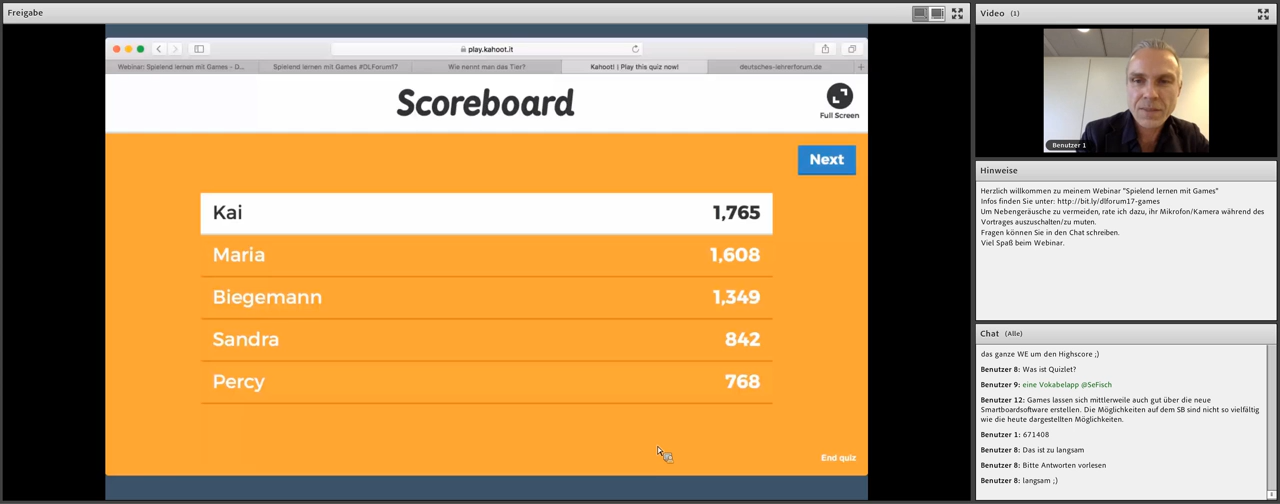 Freigabe
play.kahoot.it
Webinar: Spielend lernen mit Games - D...
Spielend lernen mit Games #DLForum17
Wie nennt man das Tier?
Kahoot! | Play this quiz now!
deutsches-lehrerforum.de
Scoreboard
Full Screen
Next
Kai 1,765
Maria 1,608
Biegemann 1,349
Sandra 842
Percy 768
End quiz
Video (1)
Benutzer 1
Hinweise
Herzlich willkommen zu meinem Webinar "Spielend lernen mit Games"
Infos finden Sie unter: http://bit.ly/dlforum17-games
Um Nebengeräusche zu vermeiden, rate ich dazu, ihr Mikrofon/Kamera während des
Vortrages auszuschalten/zu muten.
Fragen können Sie in den Chat schreiben.
Viel Spaß beim Webinar.
Chat (Alle)
das ganze WE um den Highscore ;)
Benutzer 8: Was ist Quizlet?
Benutzer 9: eine Vokabelapp @SeFisch
Benutzer 12: Games lassen sich mittlerweile auch gut über die neue
Smartboardsoftware erstellen. Die Möglichkeiten auf dem SB sind nicht so vielfältig
wie die heute dargestellten Möglichkeiten.
Benutzer 1: 671408
Benutzer 8: Das ist zu langsam
Benutzer 8: Bitte Antworten vorlesen
Benutzer 8: langsam ;)